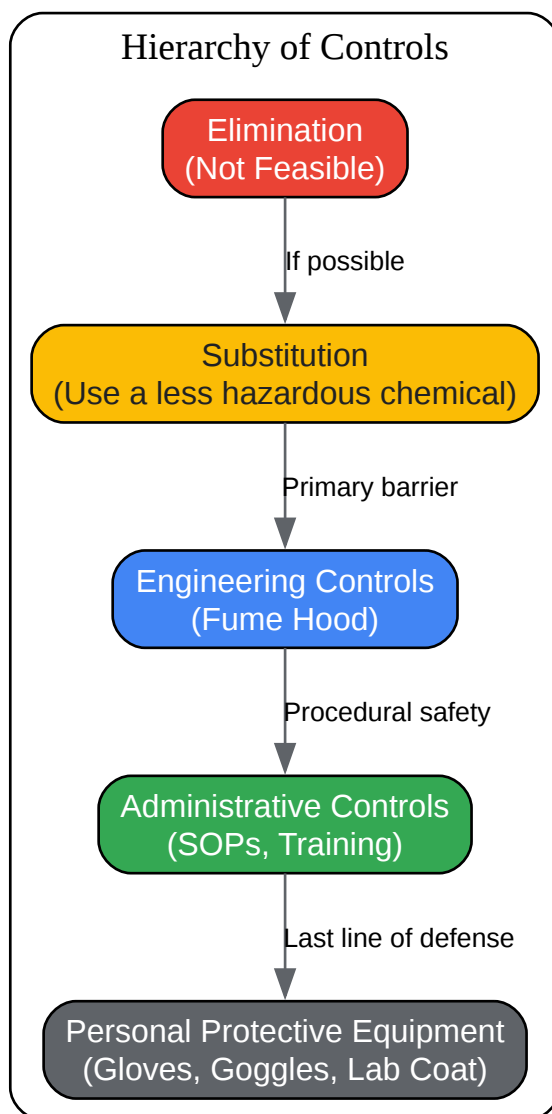 Hierarchy of Controls
Elimination
(Not Feasible)
If possible
Substitution
(Use a less hazardous chemical)
Primary barrier
Engineering Controls
(Fume Hood)
Procedural safety
Administrative Controls
(SOPs, Training)
Last line of defense
Personal Protective Equipment
(Gloves, Goggles, Lab Coat)